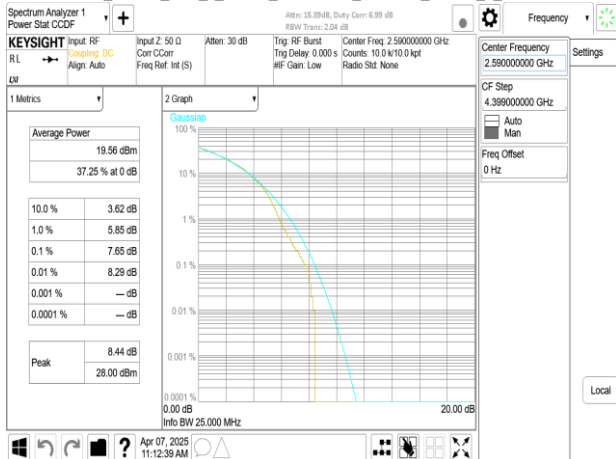 Spectrum Analyzer 1
Power Stat CCDF
Attn: 15.39dB, Duty Corr: 6.99 dB
RBW Trans: 2.04 dB
Frequency
KEYSIGHT
RL
LXI
Input: RF
Coupling: DC
Align: Auto
Input Z: 50 Ω
Corr CCorr
Freq Ref: Int (S)
Atten: 30 dB
Trig: RF Burst
Trig Delay: 0.000 s
#IF Gain: Low
Center Freq: 2.590000000 GHz
Counts: 10.0 k/10.0 kpt
Radio Std: None
Center Frequency
2.590000000 GHz
Settings
CF Step
4.399000000 GHz
Auto
Man
Freq Offset
0 Hz
Local
1 Metrics
Average Power
19.56 dBm
37.25 % at 0 dB
10.0 % 3.62 dB
1.0 % 5.85 dB
0.1 % 7.65 dB
0.01 % 8.29 dB
0.001 % --- dB
0.0001 % --- dB
Peak
8.44 dB
28.00 dBm
2 Graph
Gaussian
100 %
10 %
1 %
0.1 %
0.01 %
0.001 %
0.0001 %
0.00 dB 20.00 dB
Info BW 25.000 MHz
?
Apr 07, 2025
11:12:39 AM